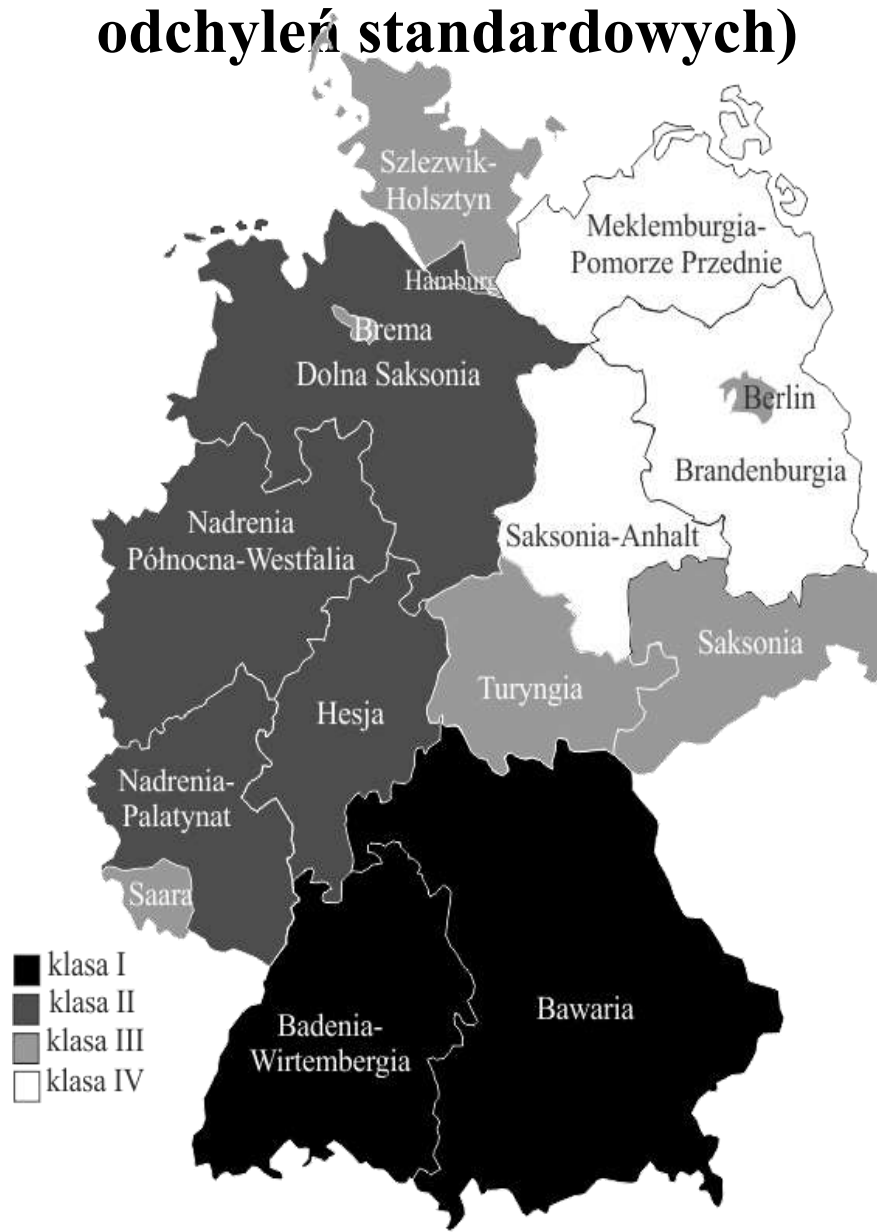 odchyleń standardowych)
Szlezwik-
Holsztyn
Meklemburgia-
Pomorze Przednie
Hamburg
Brema
Dolna Saksonia
Berlin
Brandenburgia
Nadrenia
Północna-Westfalia
Saksonia-Anhalt
Saksonia
Turyngia
Hesja
Nadrenia-
Palatynat
Saara
klasa I
klasa II
klasa III
klasa IV
Badenia-
Wirtembergia
Bawaria